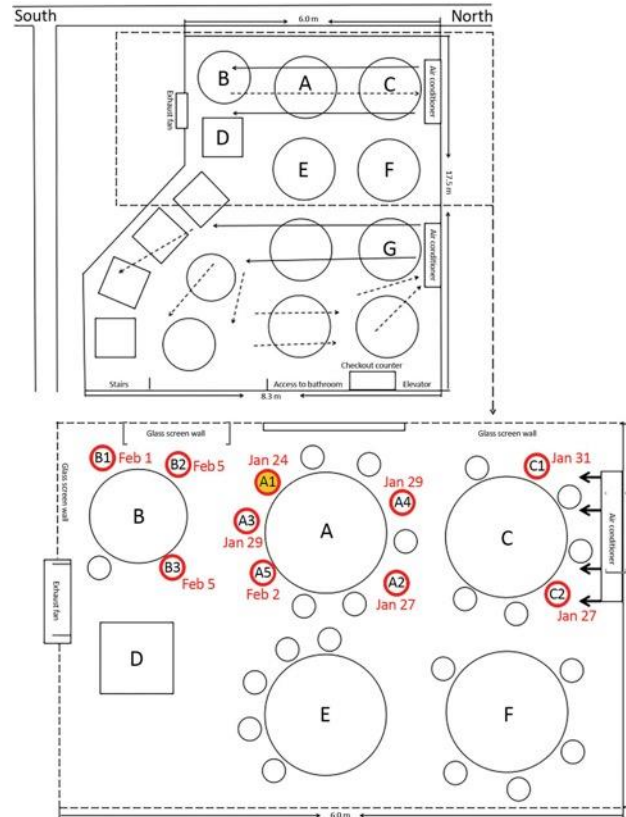 South
North
6.0 m
B
A
C
Air conditioner
Exhaust fan
D
E
F
17.5 m
G
Air conditioner
Checkout counter
Stairs
Access to bathroom
Elevator
8.3 m
Glass screen wall
Glass screen wall
Glass screen wall
B1
Feb 1
B2
Feb 5
Jan 24
A1
Jan 29
A4
C1
Jan 31
B
A3
Jan 29
A
C
Air conditioner
Exhaust fan
B3
Feb 5
A5
Feb 2
A2
Jan 27
C2
Jan 27
D
E
F
6.0 m